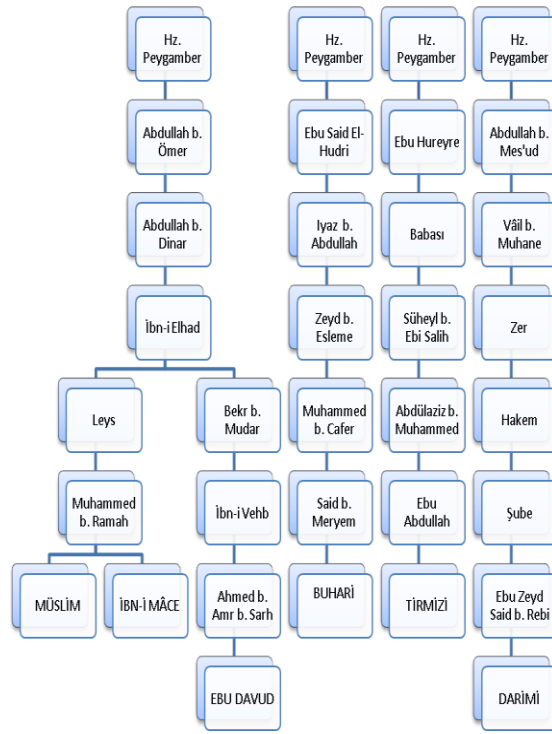 Hz.
Peygamber
Hz.
Peygamber
Hz.
Peygamber
Hz.
Peygamber
Abdullah b.
Ömer
Ebu Said El-
Hudri
Ebu Hureyre
Abdullah b.
Mes'ud
Abdullah b.
Dinar
Iyaz b.
Abdullah
Babası
Vâil b.
Muhane
İbn-i Elhad
Zeyd b.
Esleme
Süheyl b.
Ebi Salih
Zer
Leys
Bekr b.
Mudar
Muhammed
b. Cafer
Abdülaziz b.
Muhammed
Hakem
Muhammed
b. Ramah
İbn-i Vehb
Said b.
Meryem
Ebu
Abdullah
Şube
MÜSLİM
İBN-İ MÂCE
Ahmed b.
Amr b. Sarh
BUHARİ
TİRMİZİ
Ebu Zeyd
Said b. Rebi
EBU DAVUD
DARİMİ